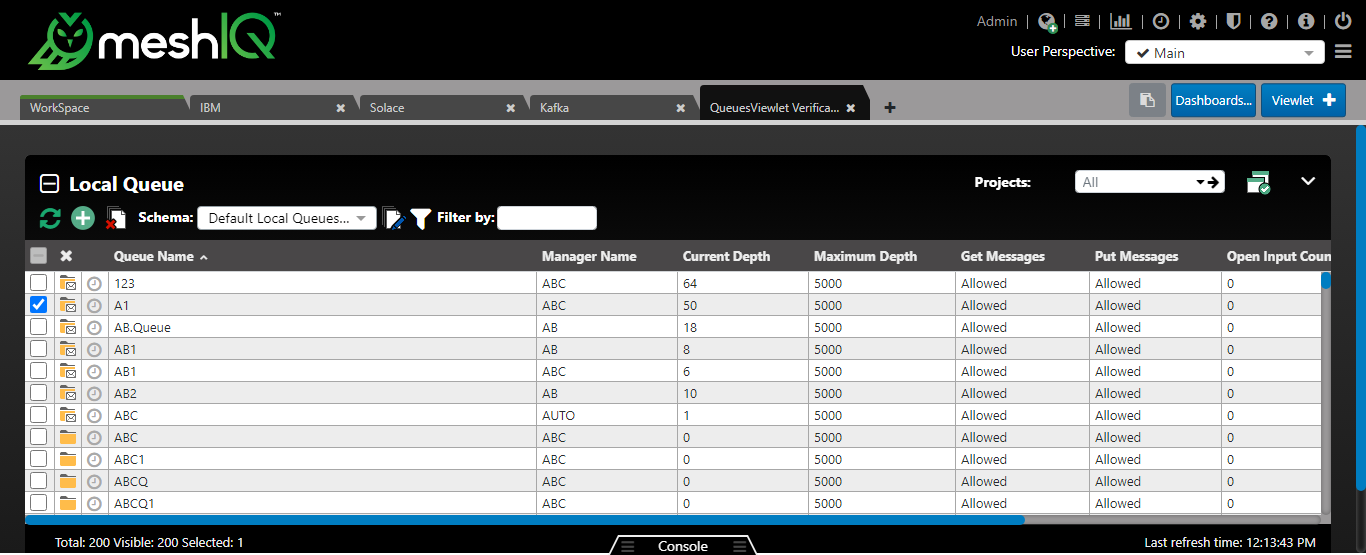 meshIQ™
Admin
User Perspective: Main
WorkSpace IBM Solace Kafka QueuesViewlet Verifica... Dashboards... Viewlet
Local Queue Projects: All
Schema: Default Local Queues... Filter by:
Queue Name Manager Name Current Depth Maximum Depth Get Messages Put Messages Open Input Coun
123 ABC 64 5000 Allowed Allowed 0
A1 ABC 50 5000 Allowed Allowed 0
AB.Queue AB 18 5000 Allowed Allowed 0
AB1 AB 8 5000 Allowed Allowed 0
AB1 ABC 6 5000 Allowed Allowed 0
AB2 AB 10 5000 Allowed Allowed 0
ABC AUTO 1 5000 Allowed Allowed 0
ABC ABC 0 5000 Allowed Allowed 0
ABC1 ABC 0 5000 Allowed Allowed 0
ABCQ ABC 0 5000 Allowed Allowed 0
ABCQ1 ABC 0 5000 Allowed Allowed 0
Total: 200 Visible: 200 Selected: 1 Console Last refresh time: 12:13:43 PM